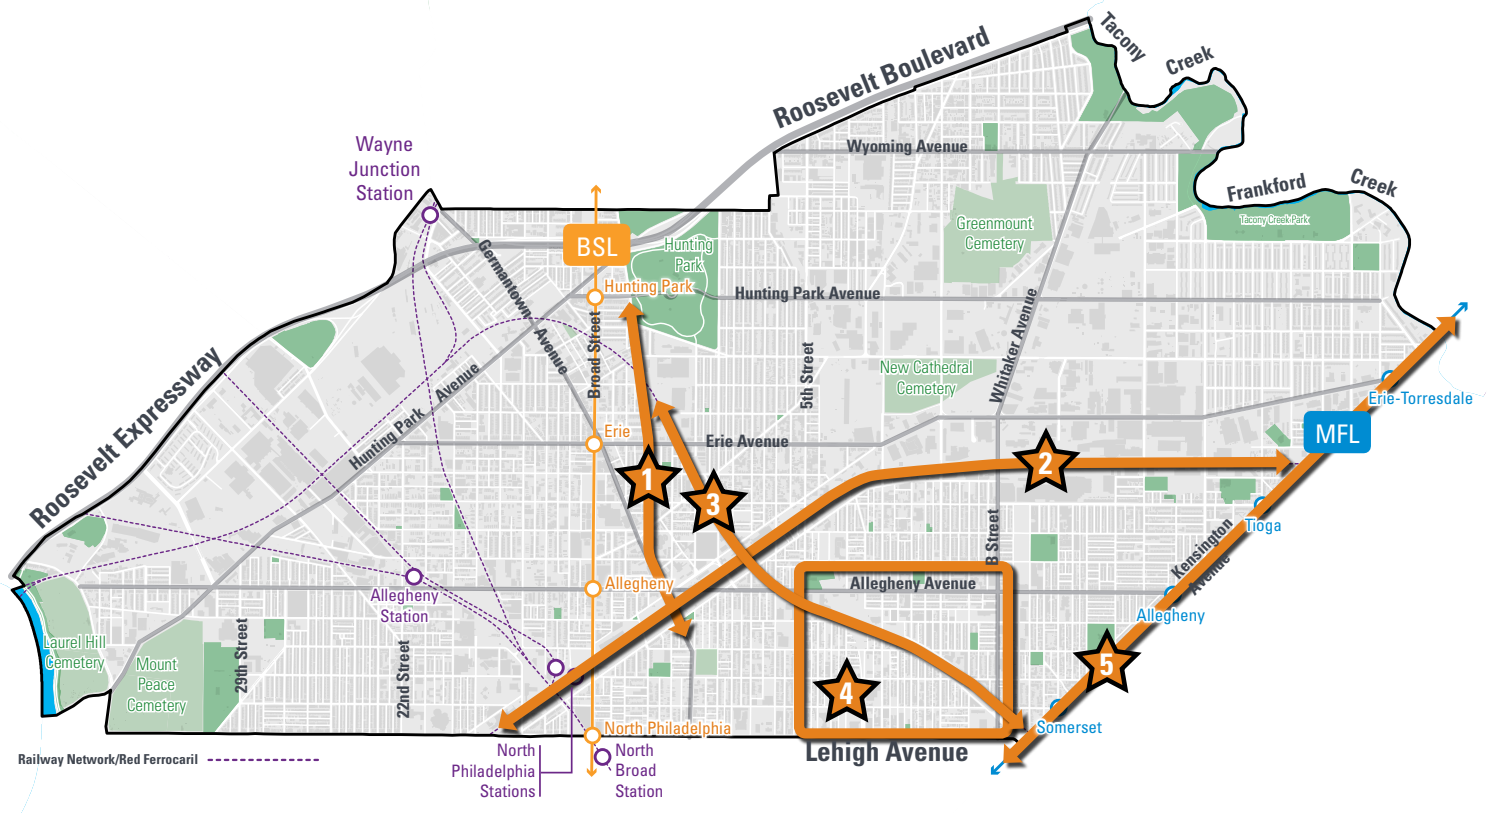 Tacony
Creek
Roosevelt Boulevard
Wyoming Avenue
Wayne
Junction
Station
Frankford
Creek
Tacony Creek Park
Greenmount
Cemetery
BSL
Hunting
Park
Germantown Avenue
Hunting Park
Hunting Park Avenue
Broad Street
Whitaker Avenue
5th Street
New Cathedral
Cemetery
Roosevelt Expressway
Hunting Park Avenue
Erie-Torresdale
MFL
Erie
Erie Avenue
1
2
3
Tioga
B Street
Kensington
Avenue
Allegheny
Allegheny Avenue
Allegheny
Station
Allegheny
Laurel Hill
Cemetery
Mount
Peace
Cemetery
29th Street
22nd Street
4
5
Somerset
North Philadelphia
Lehigh Avenue
North
Philadelphia
Stations
North
Broad
Station
Railway Network/Red Ferrocaril